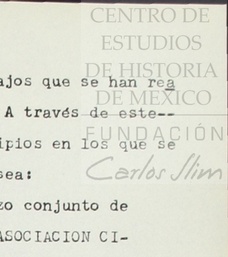 CENTRO DE
ESTUDIOS
DE HISTORIA
DE MEXICO
FUNDACIÓN
Carlos Slim
ajos que se han rea
A través de este--
ipios en los que se
sea:
zo conjunto de
ASOCIACION CI-